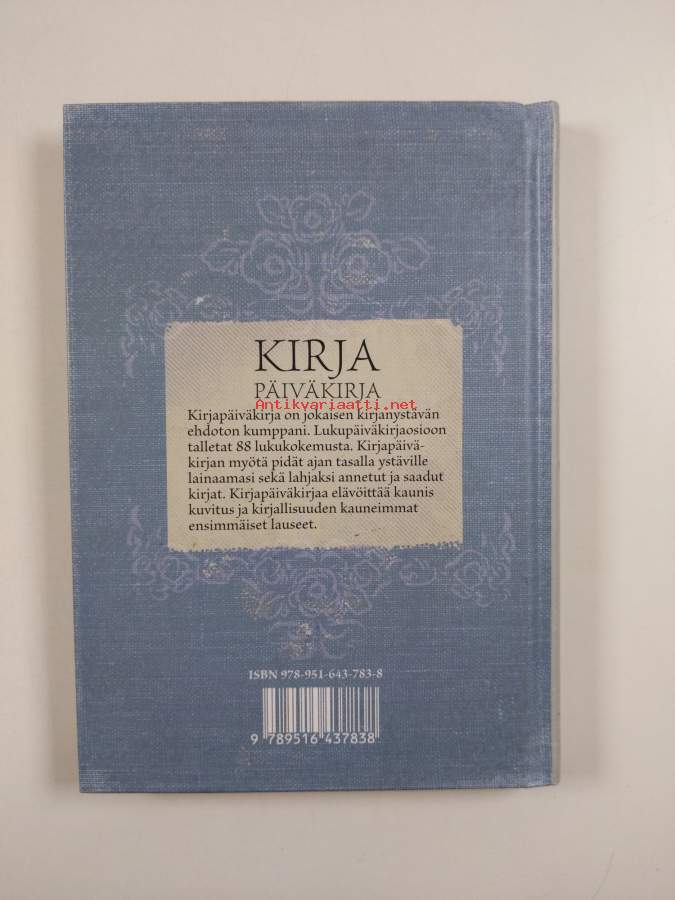 KIRJA
PÄIVÄKIRJA
Antikvariaatti.net
Kirjapäiväkirja on jokaisen kirjanystävän
ehdoton kumppani. Lukupäiväkirjaosioon
talletat 88 lukukokemusta. Kirjapäivä-
kirjan myötä pidät ajan tasalla ystäville
lainaamasi sekä lahjaksi annetut ja saadut
kirjat. Kirjapäiväkirjaa elävöittää kaunis
kuvitus ja kirjallisuuden kauneimmat
ensimmäiset lauseet.
ISBN 978-951-643-783-8
9 789516 437838